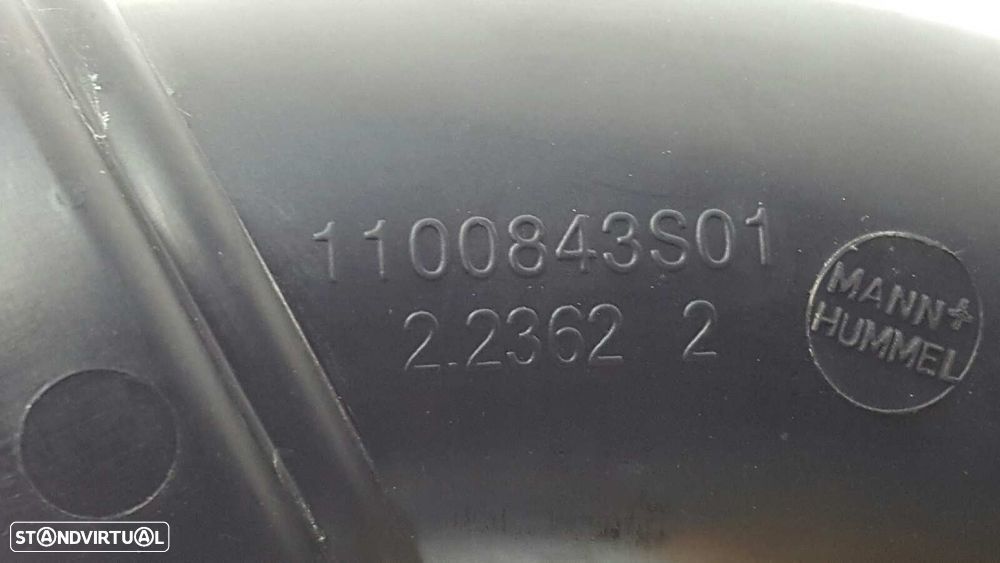 1100843S01
2.2362 2
MANN+
HUMMEL
STANDVIRTUAL